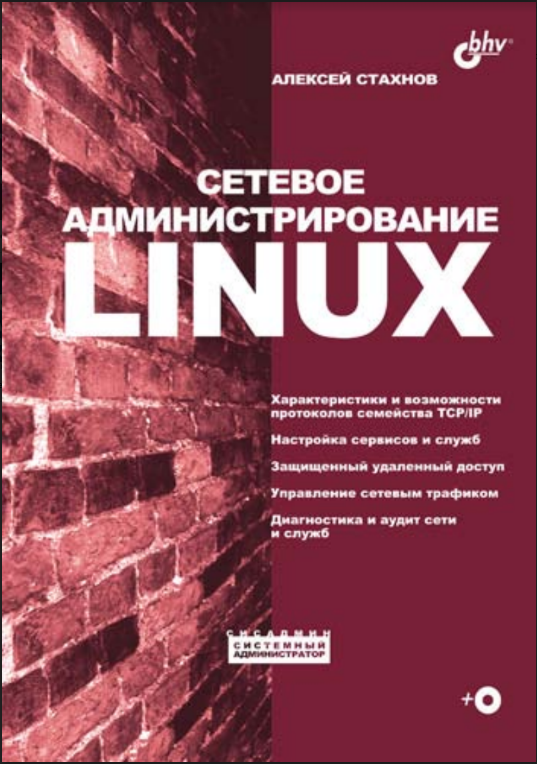 bhv®
АЛЕКСЕЙ СТАХНОВ
СЕТЕВОЕ
АДМИНИСТРИРОВАНИЕ
LINUX
Характеристики и возможности
протоколов семейства TCP/IP
Настройка сервисов и служб
Защищенный удаленный доступ
Управление сетевым трафиком
Диагностика и аудит сети
и служб
СИСАДМИН
СИСТЕМНЫЙ
АДМИНИСТРАТОР
+